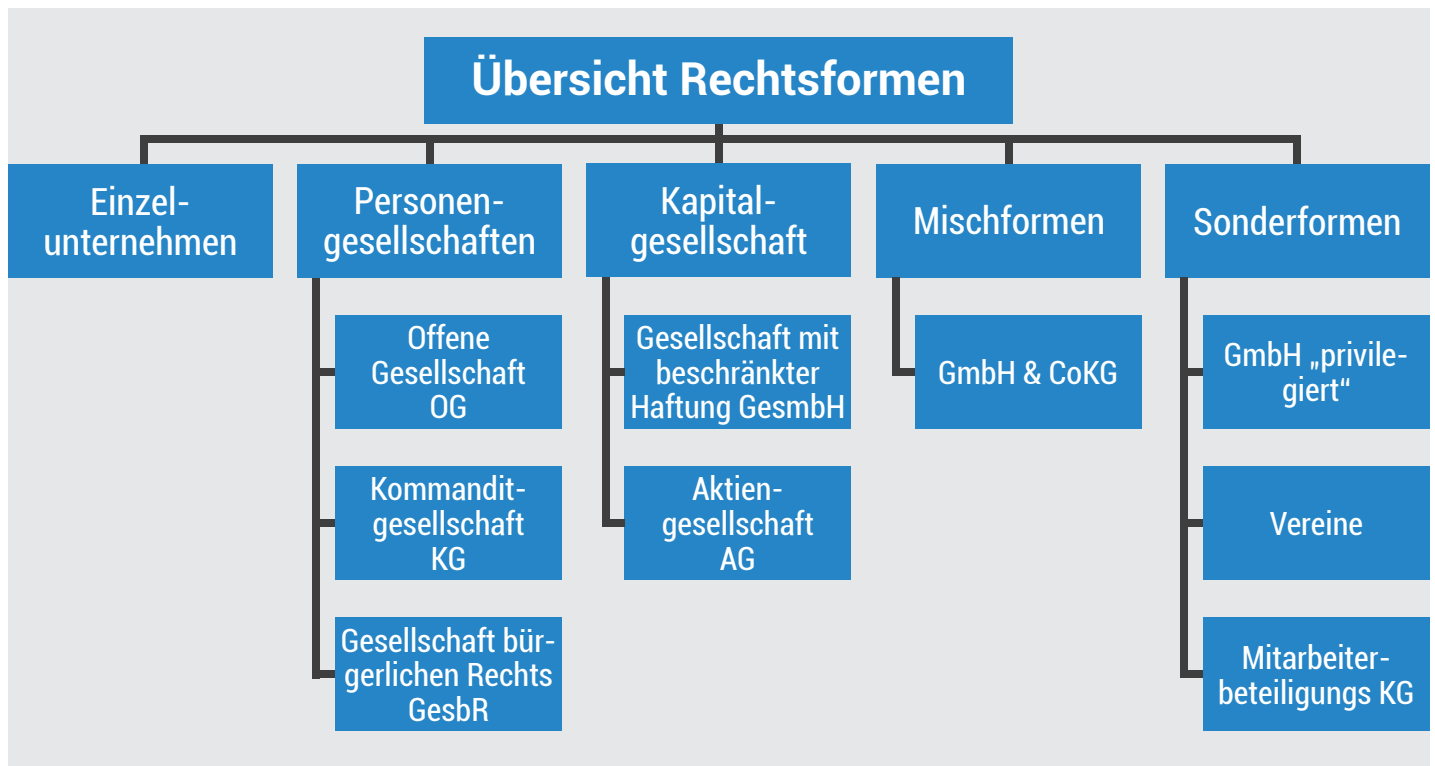 Übersicht Rechtsformen
Einzel-
unternehmen
Personen-
gesellschaften
Offene
Gesellschaft
OG
Kommandit-
gesellschaft
KG
Gesellschaft bür-
gerlichen Rechts
GesbR
Kapital-
gesellschaft
Gesellschaft mit
beschränkter
Haftung GesmbH
Aktien-
gesellschaft
AG
Mischformen
GmbH & CoKG
Sonderformen
GmbH „privile-
giert“
Vereine
Mitarbeiter-
beteiligungs KG